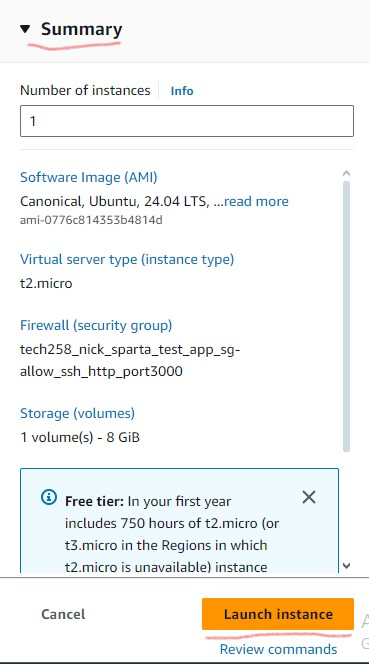 Summary
Number of instances Info
1
Software Image (AMI)
Canonical, Ubuntu, 24.04 LTS, ...read more
ami-0776c814353b4814d
Virtual server type (instance type)
t2.micro
Firewall (security group)
tech258_nick_sparta_test_app_sg-
allow_ssh_http_port3000
Storage (volumes)
1 volume(s) - 8 GiB
Free tier: In your first year
includes 750 hours of t2.micro (or
t3.micro in the Regions in which
t2.micro is unavailable) instance
Cancel
Launch instance
Review commands